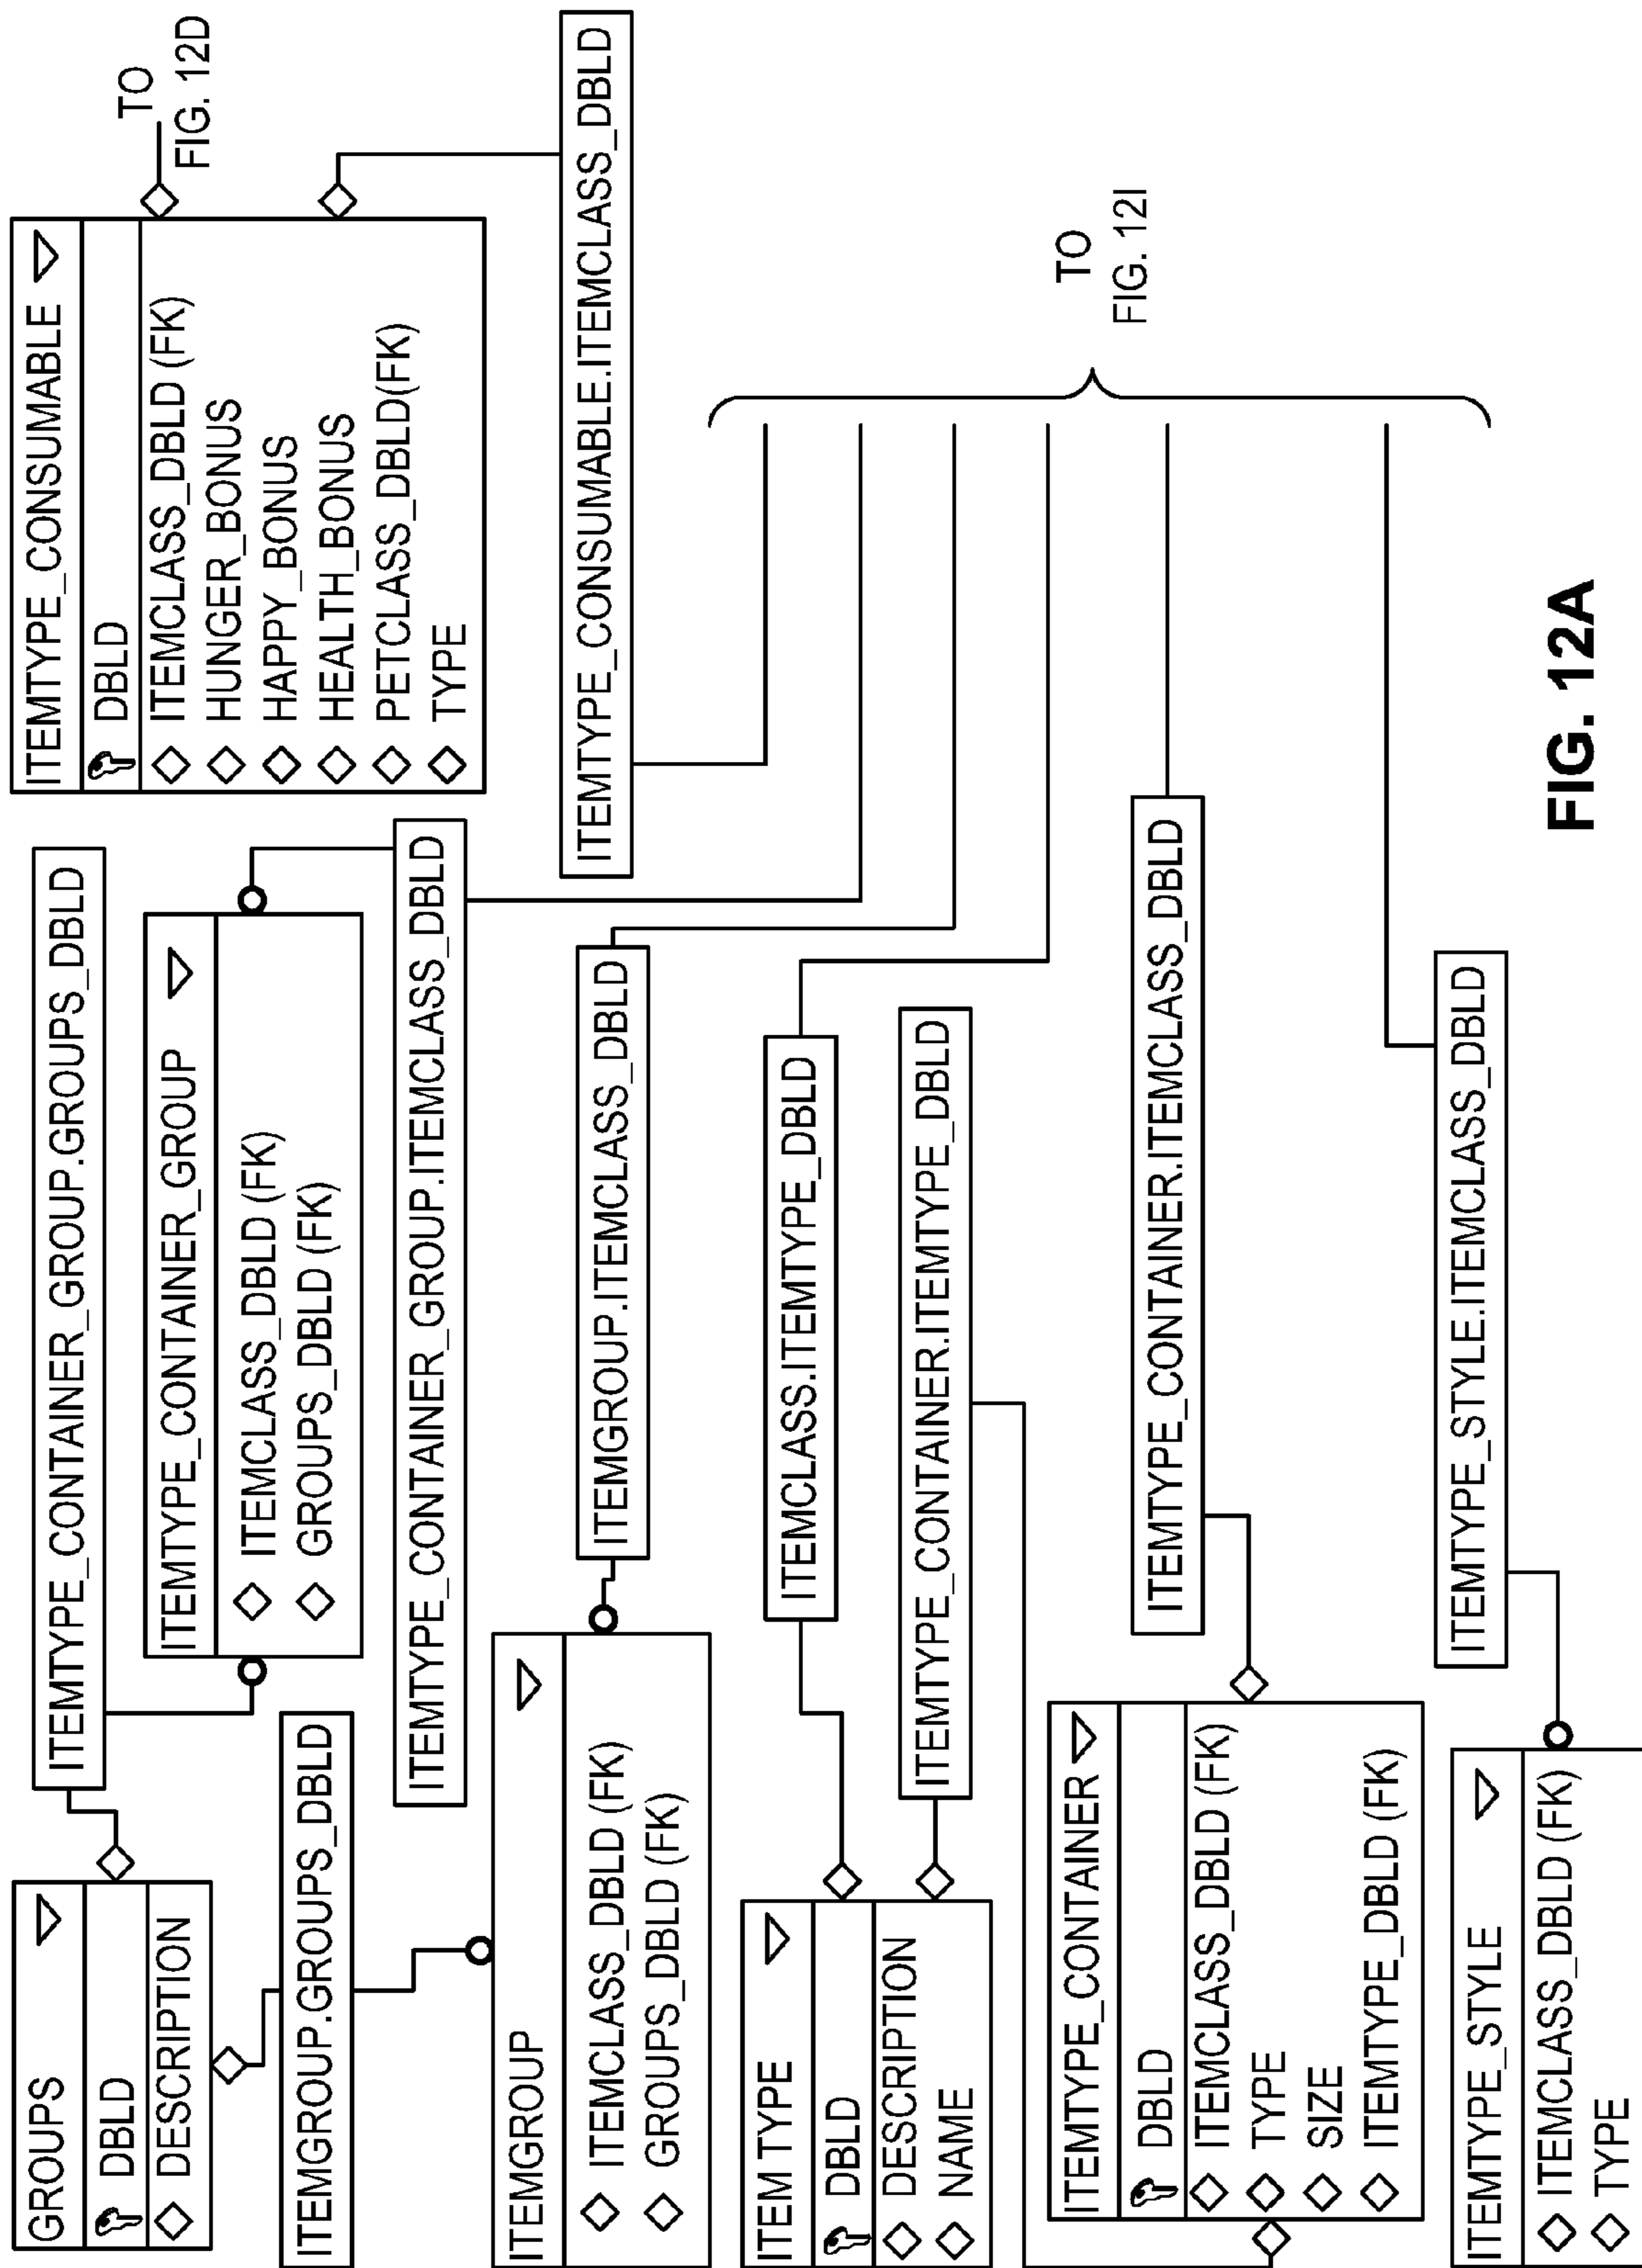 GROUPS
DBLD
DESCRIPTION
ITEMTYPE_CONTAINER_GROUP.GROUPS_DBLD
ITEMTYPE_CONTAINER_GROUP
ITEMCLASS_DBLD (FK)
GROUPS_DBLD (FK)
ITEMTYPE_CONSUMABLE
DBLD
ITEMCLASS_DBLD (FK)
HUNGER_BONUS
HAPPY_BONUS
HEALTH_BONUS
PETCLASS_DBLD(FK)
TYPE
TO
FIG. 12D
ITEMGROUP.GROUPS_DBLD
ITEMTYPE_CONTAINER_GROUP.ITEMCLASS_DBLD
ITEMGROUP
ITEMCLASS_DBLD (FK)
GROUPS_DBLD (FK)
ITEMGROUP.ITEMCLASS_DBLD
ITEMTYPE_CONSUMABLE.ITEMCLASS_DBLD
ITEM TYPE
DBLD
DESCRIPTION
NAME
ITEMCLASS.ITEMTYPE_DBLD
ITEMTYPE_CONTAINER.ITEMTYPE_DBLD
TO
FIG. 12I
ITEMTYPE_CONTAINER
DBLD
ITEMCLASS_DBLD (FK)
TYPE
SIZE
ITEMTYPE_DBLD (FK)
ITEMTYPE_CONTAINER.ITEMCLASS_DBLD
ITEMTYPE_STYLE
ITEMCLASS_DBLD (FK)
TYPE
ITEMTYPE_STYLE.ITEMCLASS_DBLD
FIG. 12A